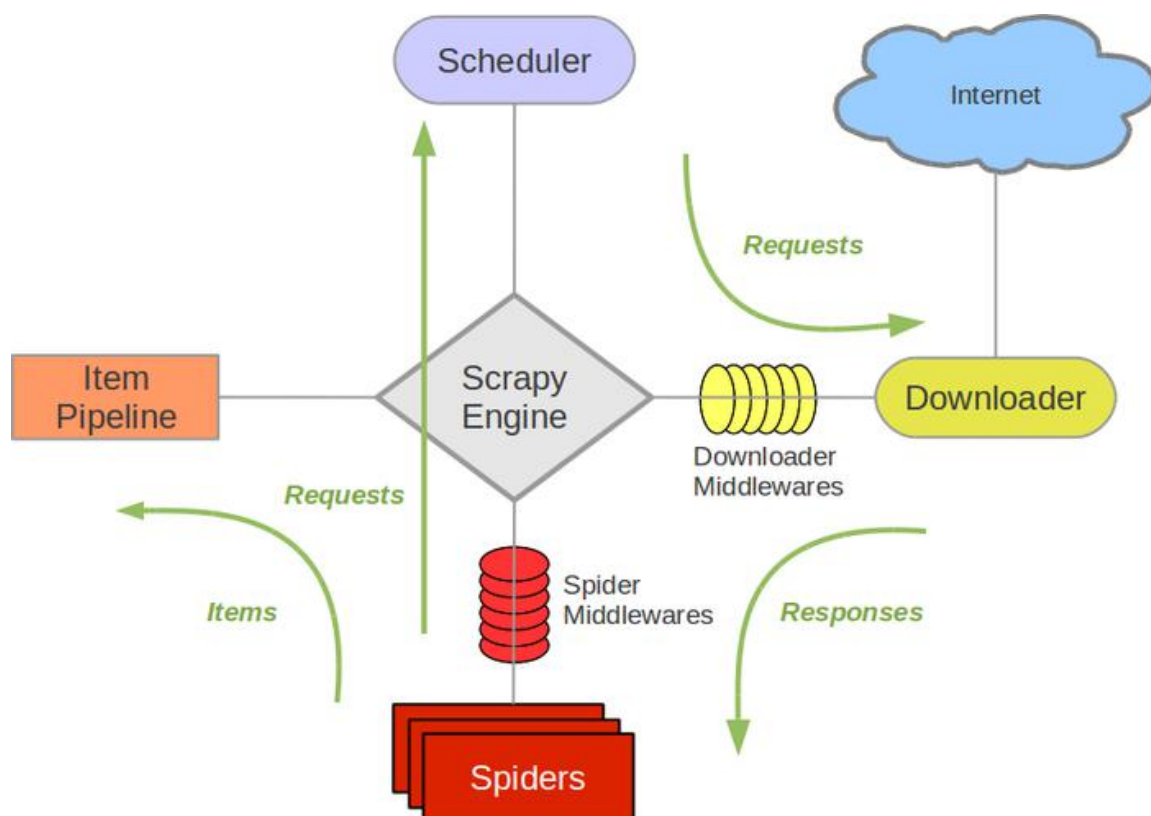 Scheduler
Internet
Requests
Item
Pipeline
Scrapy
Engine
Downloader
Downloader
Middlewares
Requests
Items
Spider
Middlewares
Responses
Spiders